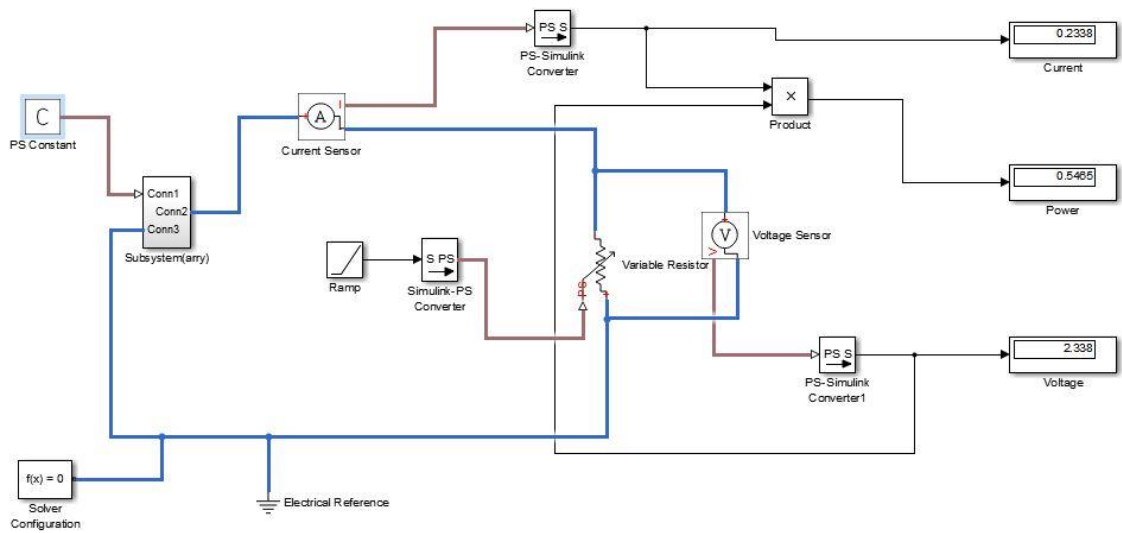 PS S
PS-Simulink
Converter
0.2338
Current
C
PS Constant
A
I
Current Sensor
×
Product
Conn1
Conn2
Conn3
Subsystem(arry)
0.5465
Power
V
V
Voltage Sensor
Ramp
S PS
Simulink-PS
Converter
PS
Variable Resistor
PS S
PS-Simulink
Converter1
2.338
Voltage
f(x) = 0
Solver
Configuration
Electrical Reference